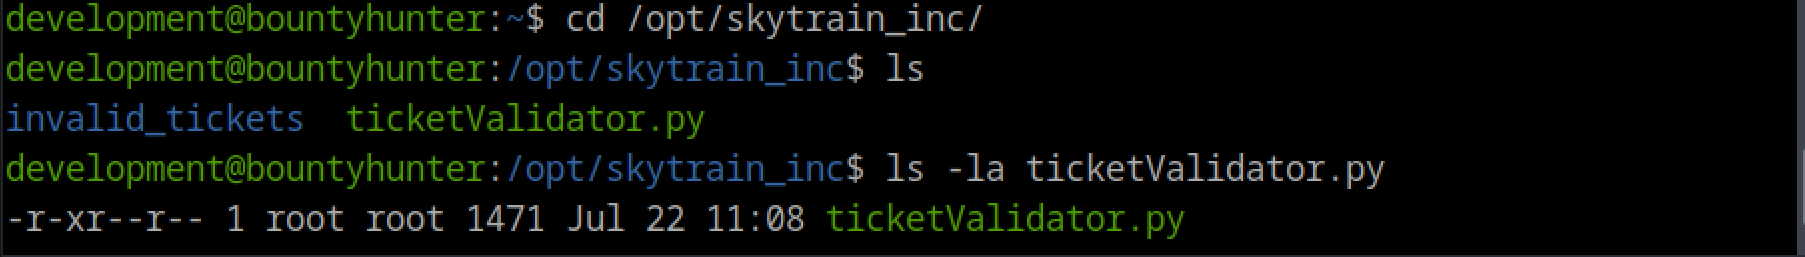 development@bountyhunter:~$ cd /opt/skytrain_inc/
development@bountyhunter:/opt/skytrain_inc$ ls
invalid_tickets  ticketValidator.py
development@bountyhunter:/opt/skytrain_inc$ ls -la ticketValidator.py
-r-xr--r-- 1 root root 1471 Jul 22 11:08 ticketValidator.py